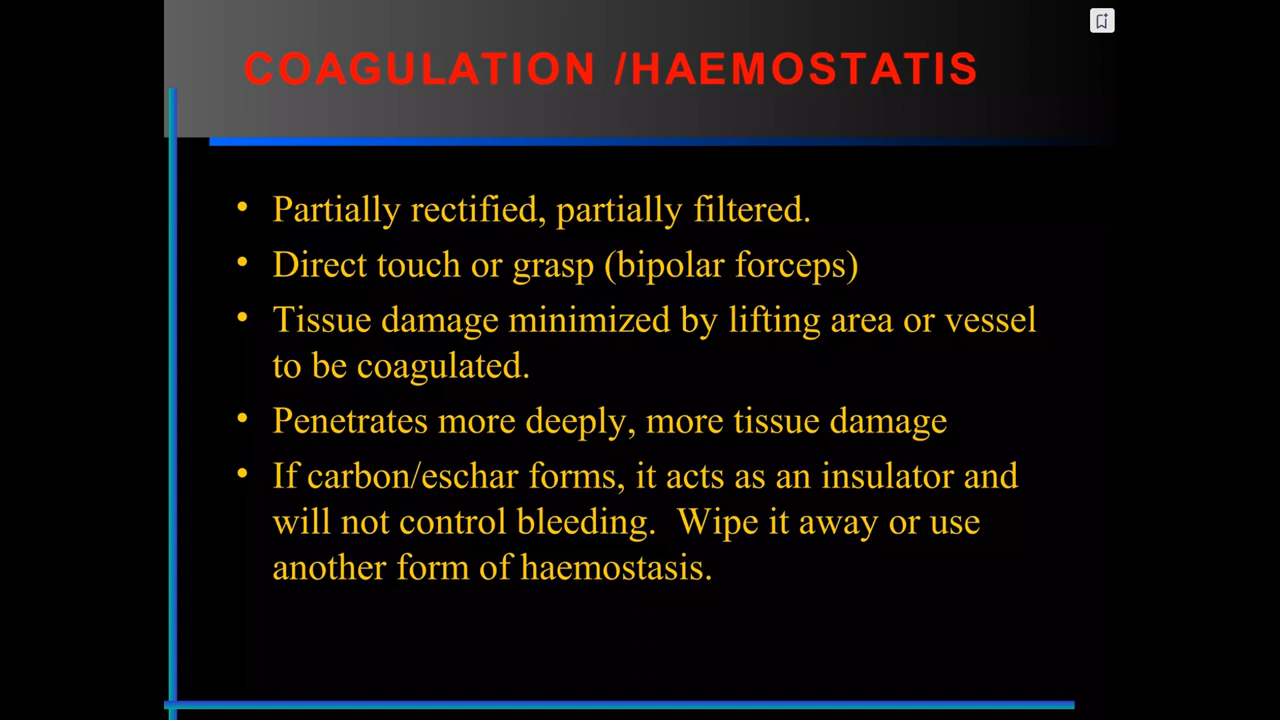 COAGULATION /HAEMOSTATIS
• Partially rectified, partially filtered.
• Direct touch or grasp (bipolar forceps)
• Tissue damage minimized by lifting area or vessel
to be coagulated.
• Penetrates more deeply, more tissue damage
• If carbon/eschar forms, it acts as an insulator and
will not control bleeding.  Wipe it away or use
another form of haemostasis.